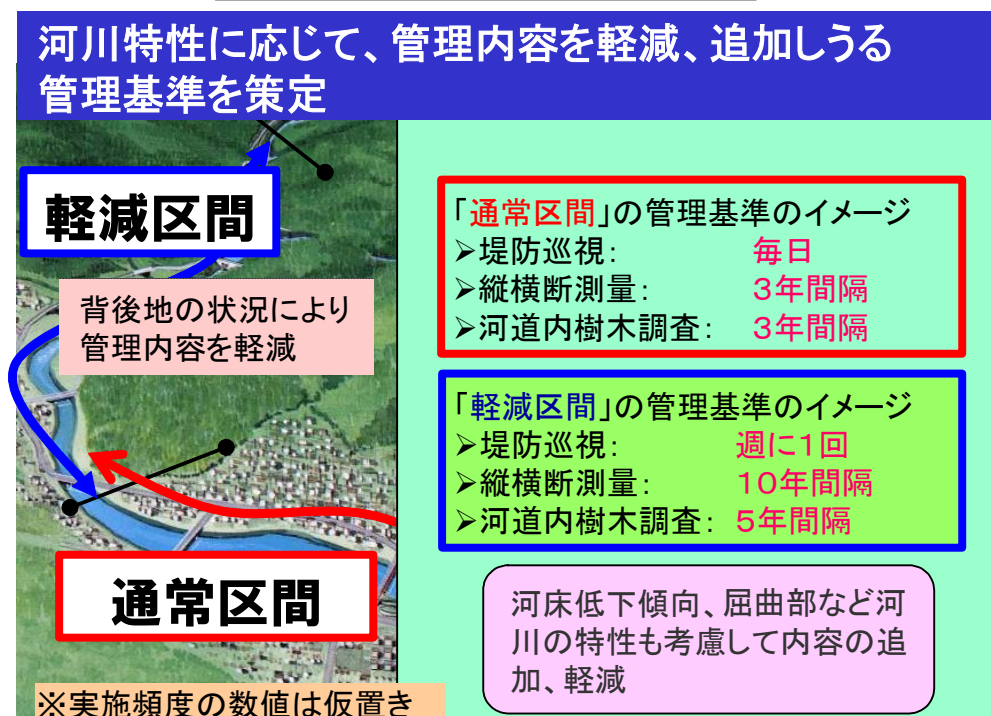 河川特性に応じて、管理内容を軽減、追加しうる
管理基準を策定
軽減区間
背後地の状況により
管理内容を軽減
通常区間
※実施頻度の数値は仮置き
「通常区間」の管理基準のイメージ
➢堤防巡視： 毎日
➢縦横断測量： ３年間隔
➢河道内樹木調査： ３年間隔
「軽減区間」の管理基準のイメージ
➢堤防巡視： 週に１回
➢縦横断測量： １０年間隔
➢河道内樹木調査： ５年間隔
河床低下傾向、屈曲部など河
川の特性も考慮して内容の追
加、軽減